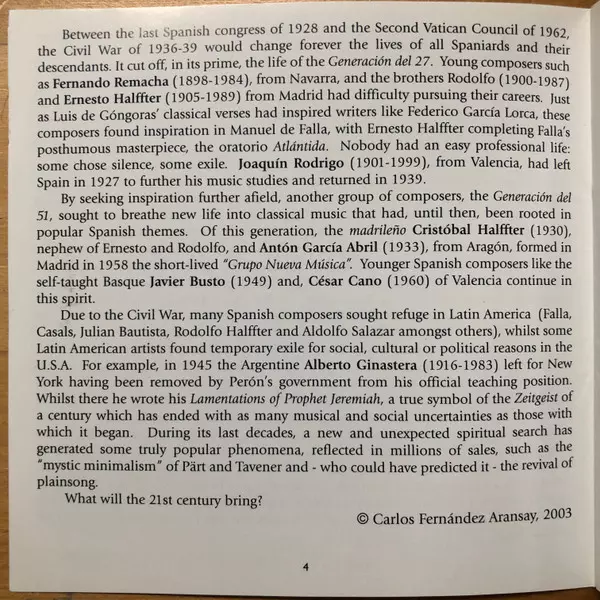 Between the last Spanish congress of 1928 and the Second Vatican Council of 1962,
the Civil War of 1936-39 would change forever the lives of all Spaniards and their
descendants. It cut off, in its prime, the life of the Generación del 27. Young composers such
as Fernando Remacha (1898-1984), from Navarra, and the brothers Rodolfo (1900-1987)
and Ernesto Halffter (1905-1989) from Madrid had difficulty pursuing their careers. Just
as Luis de Góngoras' classical verses had inspired writers like Federico García Lorca, these
composers found inspiration in Manuel de Falla, with Ernesto Halffter completing Falla's
posthumous masterpiece, the oratorio Atlántida. Nobody had an easy professional life:
some chose silence, some exile. Joaquín Rodrigo (1901-1999), from Valencia, had left
Spain in 1927 to further his music studies and returned in 1939.
By seeking inspiration further afield, another group of composers, the Generación del
51, sought to breathe new life into classical music that had, until then, been rooted in
popular Spanish themes. Of this generation, the madrileño Cristóbal Halffter (1930),
nephew of Ernesto and Rodolfo, and Antón García Abril (1933), from Aragón, formed in
Madrid in 1958 the short-lived "Grupo Nueva Música". Younger Spanish composers like the
self-taught Basque Javier Busto (1949) and, César Cano (1960) of Valencia continue in
this spirit.
Due to the Civil War, many Spanish composers sought refuge in Latin America (Falla,
Casals, Julian Bautista, Rodolfo Halffter and Aldolfo Salazar amongst others), whilst some
Latin American artists found temporary exile for social, cultural or political reasons in the
U.S.A. For example, in 1945 the Argentine Alberto Ginastera (1916-1983) left for New
York having been removed by Perón's government from his official teaching position.
Whilst there he wrote his Lamentations of Prophet Jeremiah, a true symbol of the Zeitgeist of
a century which has ended with as many musical and social uncertainties as those with
which it began. During its last decades, a new and unexpected spiritual search has
generated some truly popular phenomena, reflected in millions of sales, such as the
"mystic minimalism" of Pärt and Tavener and - who could have predicted it - the revival of
plainsong.
What will the 21st century bring?
© Carlos Fernández Aransay, 2003
4